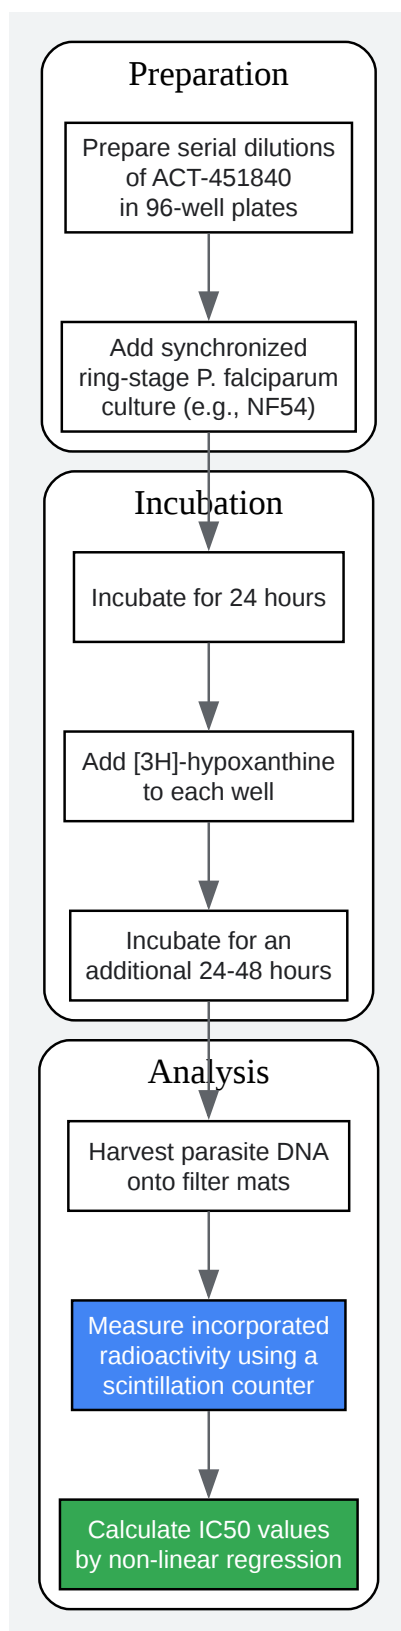 Preparation
Prepare serial dilutions
of ACT-451840
in 96-well plates
Add synchronized
ring-stage P. falciparum
culture (e.g., NF54)
Incubation
Incubate for 24 hours
Add [3H]-hypoxanthine
to each well
Incubate for an
additional 24-48 hours
Analysis
Harvest parasite DNA
onto filter mats
Measure incorporated
radioactivity using a
scintillation counter
Calculate IC50 values
by non-linear regression